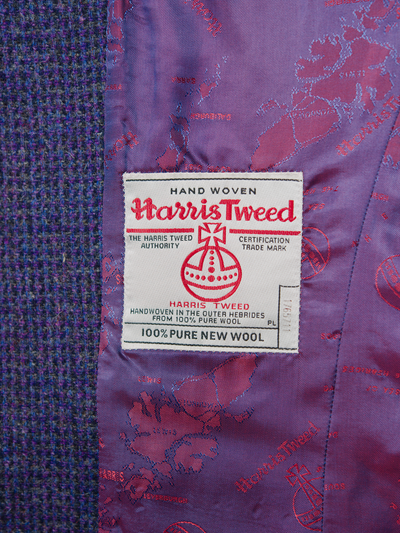 HAND WOVEN
Harris Tweed
THE HARRIS TWEED
AUTHORITY
CERTIFICATION
TRADE MARK
HARRIS TWEED
HANDWOVEN IN THE OUTER HEBRIDES
FROM 100% PURE WOOL
PL
100% PURE NEW WOOL
HarrisTweed